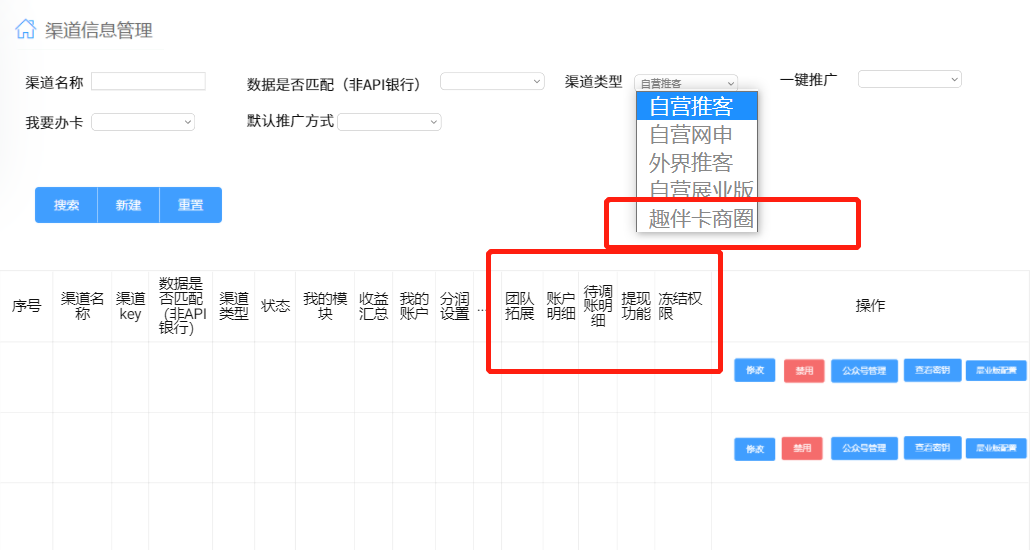 渠道信息管理
渠道名称 数据是否匹配（非API银行） 渠道类型 自营推客 一键推广
自营推客
我要办卡 默认推广方式
自营网申
外界推客
自营展业版
趣伴卡商圈
搜索 新建 重置
序号
渠道名
称
渠道
key
数据是
否匹配
（非API
银行）
渠道
类型
状态
我的模
块
收益
汇总
我的
账户
分润
设置
...
团队
拓展
账户
明细
待调
账明
细
提现
功能
冻结权
限
操作
修改 禁用 公众号管理 查看密钥 展业版配置
修改 禁用 公众号管理 查看密钥 展业版配置